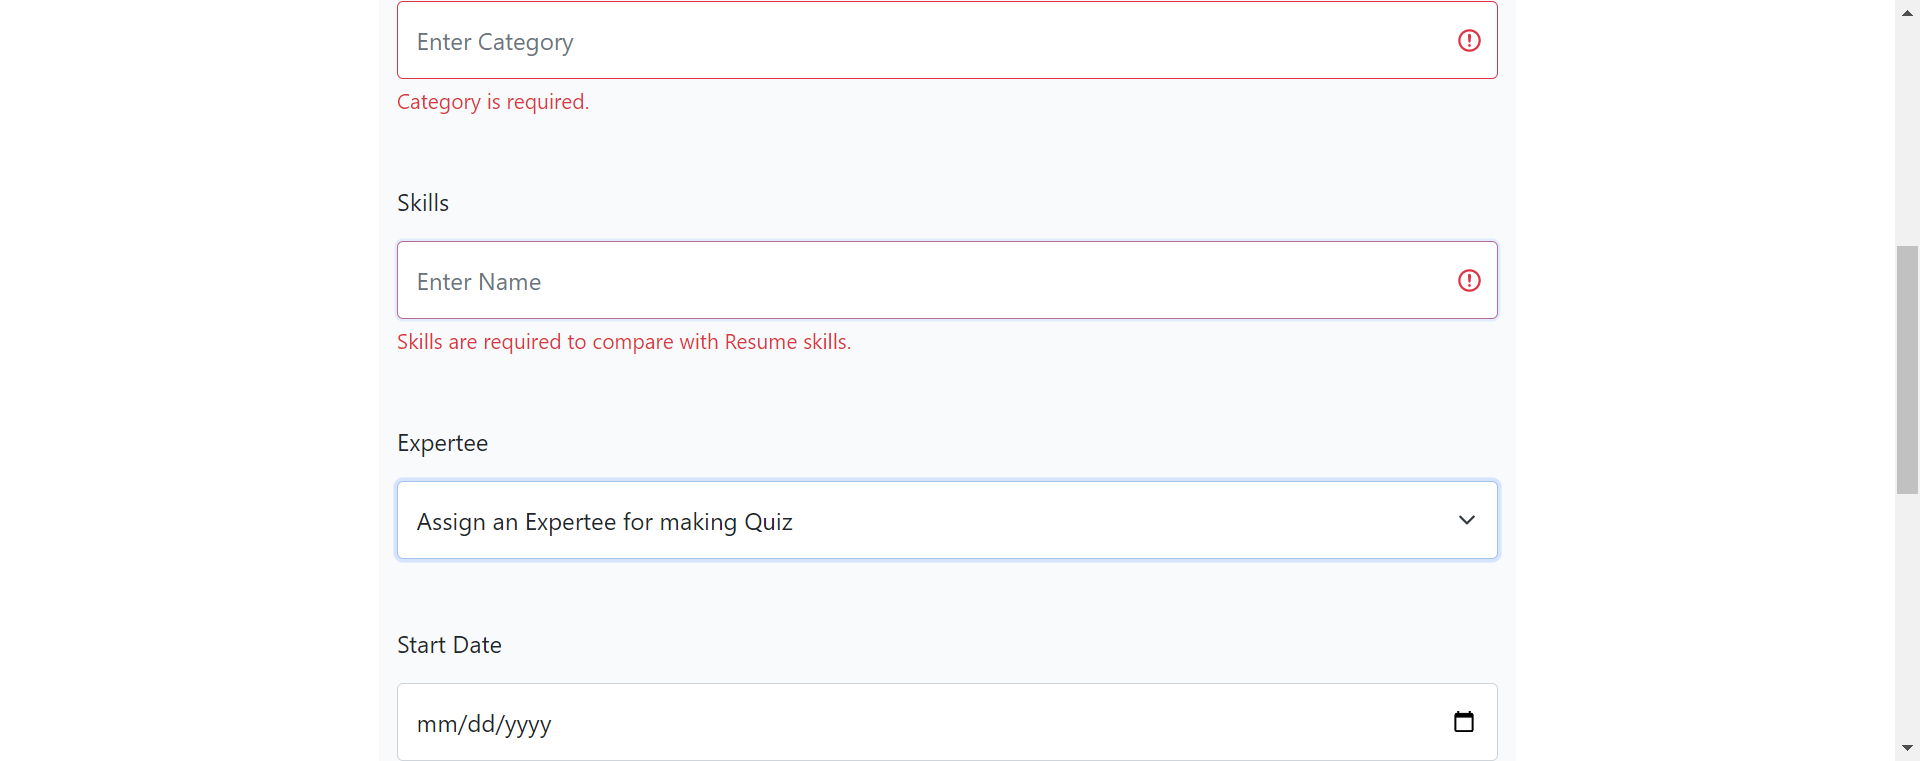 Enter Category
Category is required.
Skills
Enter Name
Skills are required to compare with Resume skills.
Expertee
Assign an Expertee for making Quiz
Start Date
mm/dd/yyyy